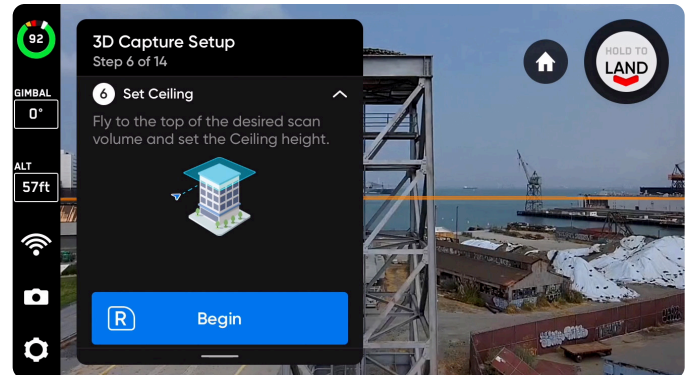 92
3D Capture Setup
Step 6 of 14
6 Set Ceiling
Fly to the top of the desired scan
volume and set the Ceiling height.
R Begin
GIMBAL
0°
ALT
57ft
HOLD TO
LAND